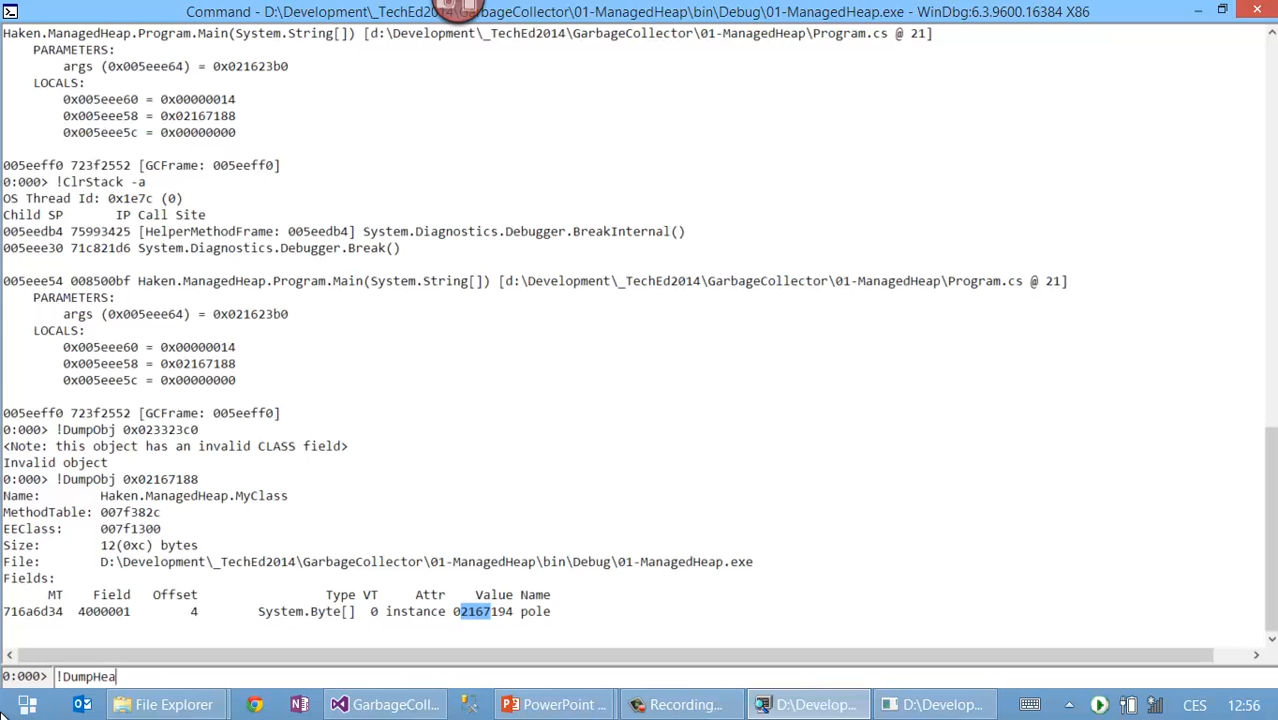 Command - D:\Development\_TechEd2014\GarbageCollector\01-ManagedHeap\bin\Debug\01-ManagedHeap.exe - WinDbg:6.3.9600.16384 X86
Haken.ManagedHeap.Program.Main(System.String[]) [d:\Development\_TechEd2014\GarbageCollector\01-ManagedHeap\Program.cs @ 21]
PARAMETERS:
args (0x005eee64) = 0x021623b0
LOCALS:
0x005eee60 = 0x00000014
0x005eee58 = 0x02167188
0x005eee5c = 0x00000000
005eeff0 723f2552 [GCFrame: 005eeff0]
0:000> !ClrStack -a
OS Thread Id: 0x1e7c (0)
Child SP IP Call Site
005eedb4 75993425 [HelperMethodFrame: 005eedb4] System.Diagnostics.Debugger.BreakInternal()
005eee30 71c821d6 System.Diagnostics.Debugger.Break()
005eee54 008500bf Haken.ManagedHeap.Program.Main(System.String[]) [d:\Development\_TechEd2014\GarbageCollector\01-ManagedHeap\Program.cs @ 21]
PARAMETERS:
args (0x005eee64) = 0x021623b0
LOCALS:
0x005eee60 = 0x00000014
0x005eee58 = 0x02167188
0x005eee5c = 0x00000000
005eeff0 723f2552 [GCFrame: 005eeff0]
0:000> !DumpObj 0x023323c0
<Note: this object has an invalid CLASS field>
Invalid object
0:000> !DumpObj 0x02167188
Name: Haken.ManagedHeap.MyClass
MethodTable: 007f382c
EEClass: 007f1300
Size: 12(0xc) bytes
File: D:\Development\_TechEd2014\GarbageCollector\01-ManagedHeap\bin\Debug\01-ManagedHeap.exe
Fields:
MT Field Offset Type VT Attr Value Name
716a6d34 4000001 4 System.Byte[] 0 instance 02167194 pole
0:000> !DumpHea
File Explorer GarbageColl... PowerPoint ... Recording... D:\Develop... D:\Develop... CES 12:56